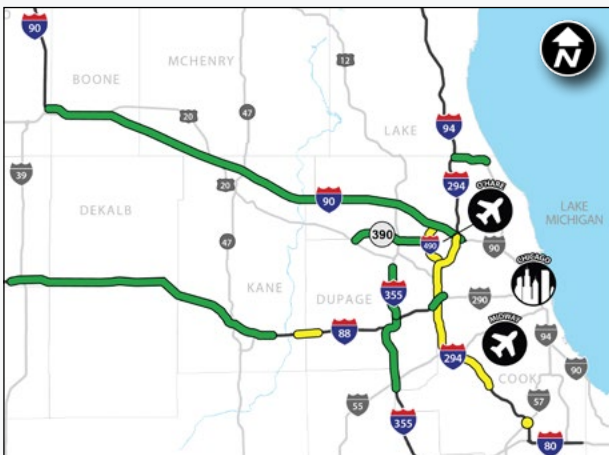 90
MCHENRY
12
N
BOONE
20
47
LAKE
94
39
20
294
O'HARE
90
LAKE
MICHIGAN
DEKALB
390
490
90
47
CHICAGO
KANE
DUPAGE
355
290
88
MIDWAY
294
94
COOK
90
55
355
57
80